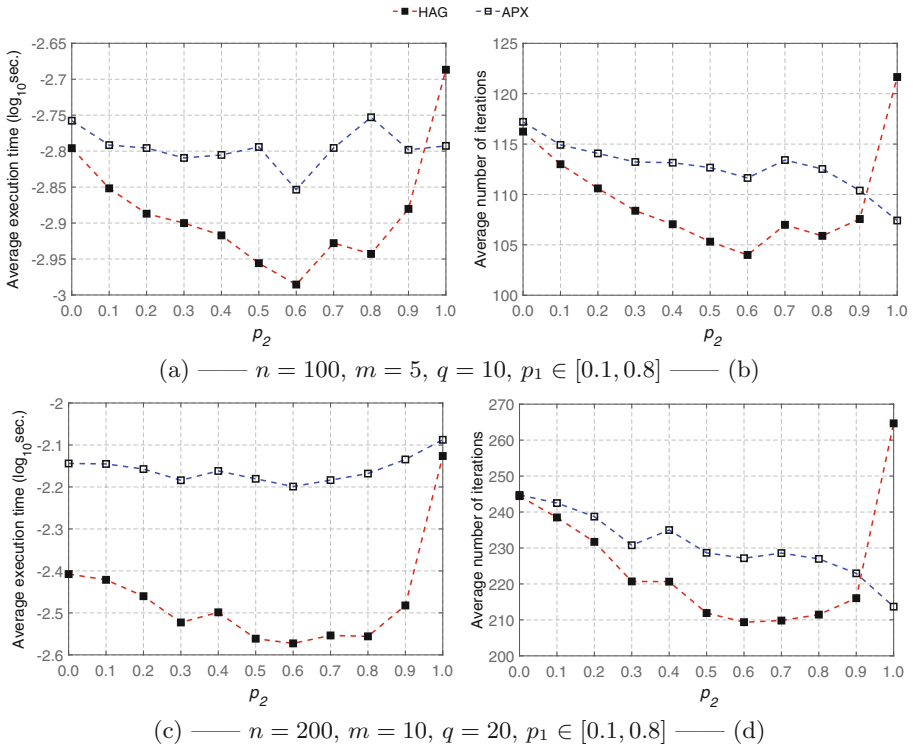 HAG APX
Average execution time (log10sec.)
-2.65
-2.7
-2.75
-2.8
-2.85
-2.9
-2.95
-3
0.0 0.1 0.2 0.3 0.4 0.5 0.6 0.7 0.8 0.9 1.0
p2
Average number of iterations
125
120
115
110
105
100
0.0 0.1 0.2 0.3 0.4 0.5 0.6 0.7 0.8 0.9 1.0
p2
(a) —— n = 100, m = 5, q = 10, p1 ∈ [0.1, 0.8] —— (b)
Average execution time (log10sec.)
-2
-2.1
-2.2
-2.3
-2.4
-2.5
-2.6
0.0 0.1 0.2 0.3 0.4 0.5 0.6 0.7 0.8 0.9 1.0
p2
Average number of iterations
270
260
250
240
230
220
210
200
0.0 0.1 0.2 0.3 0.4 0.5 0.6 0.7 0.8 0.9 1.0
p2
(c) —— n = 200, m = 10, q = 20, p1 ∈ [0.1, 0.8] —— (d)